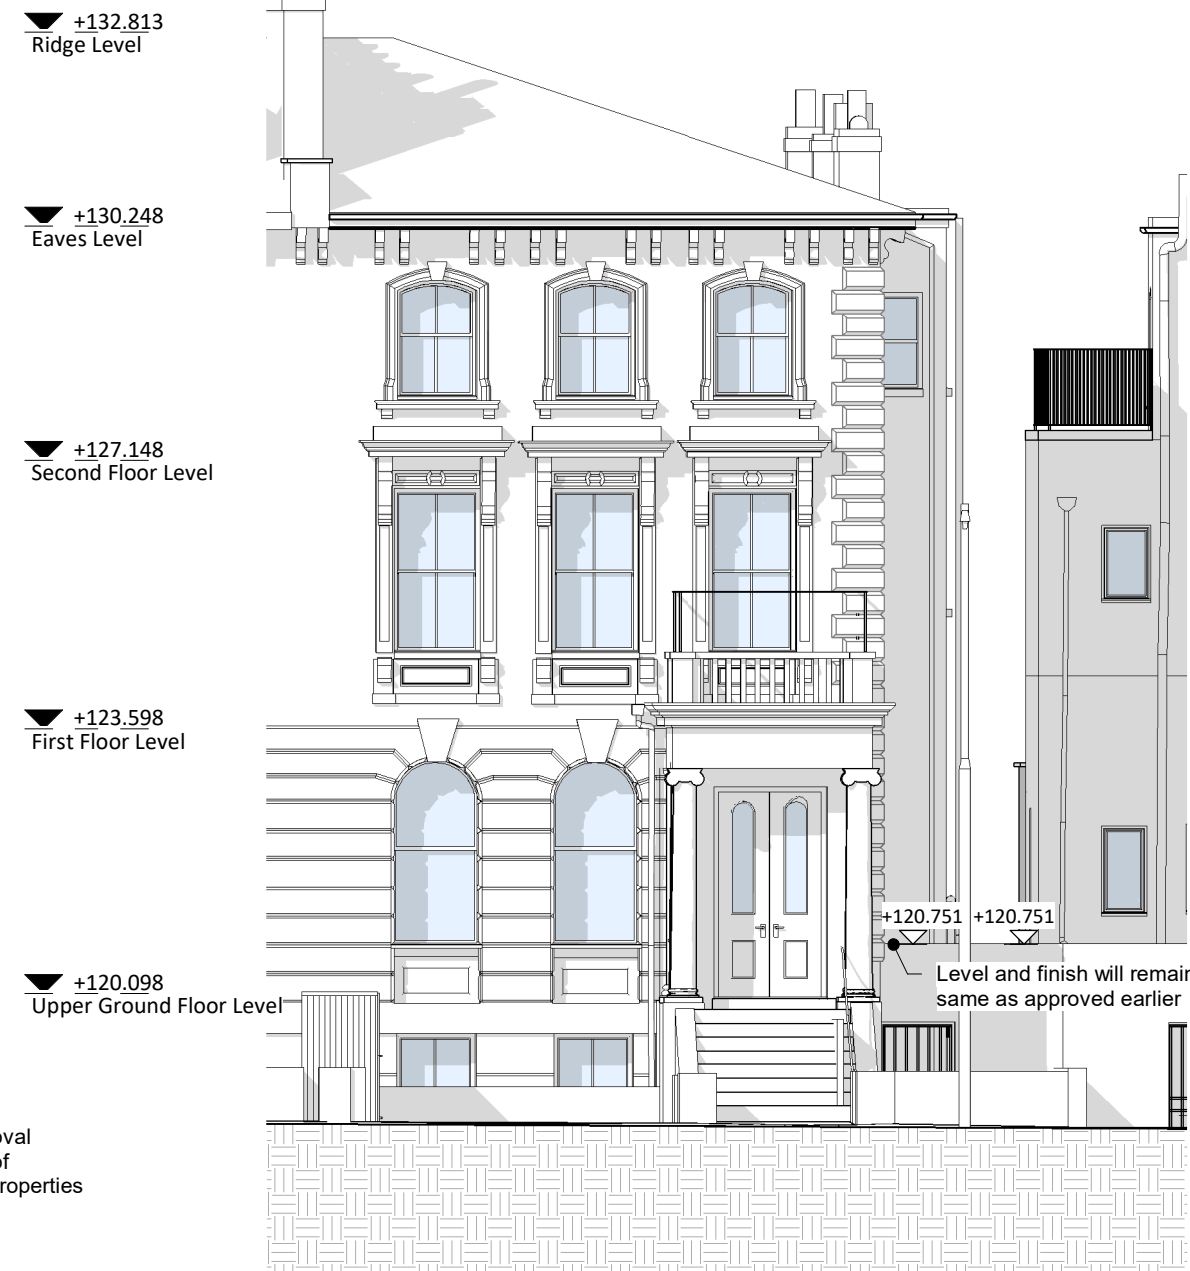 +132.813
Ridge Level
+130.248
Eaves Level
+127.148
Second Floor Level
+123.598
First Floor Level
+120.751 +120.751
Level and finish will remain
same as approved earlier
+120.098
Upper Ground Floor Level
oval
of
roperties